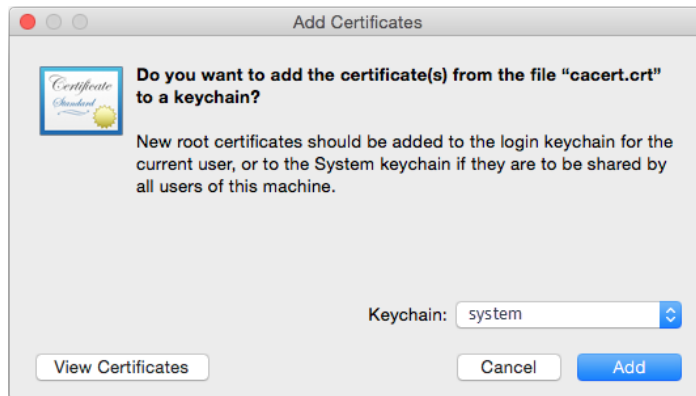 Add Certificates
Certificate
Standard
Do you want to add the certificate(s) from the file “cacert.crt”
to a keychain?
New root certificates should be added to the login keychain for the
current user, or to the System keychain if they are to be shared by
all users of this machine.
Keychain: system
View Certificates Cancel Add